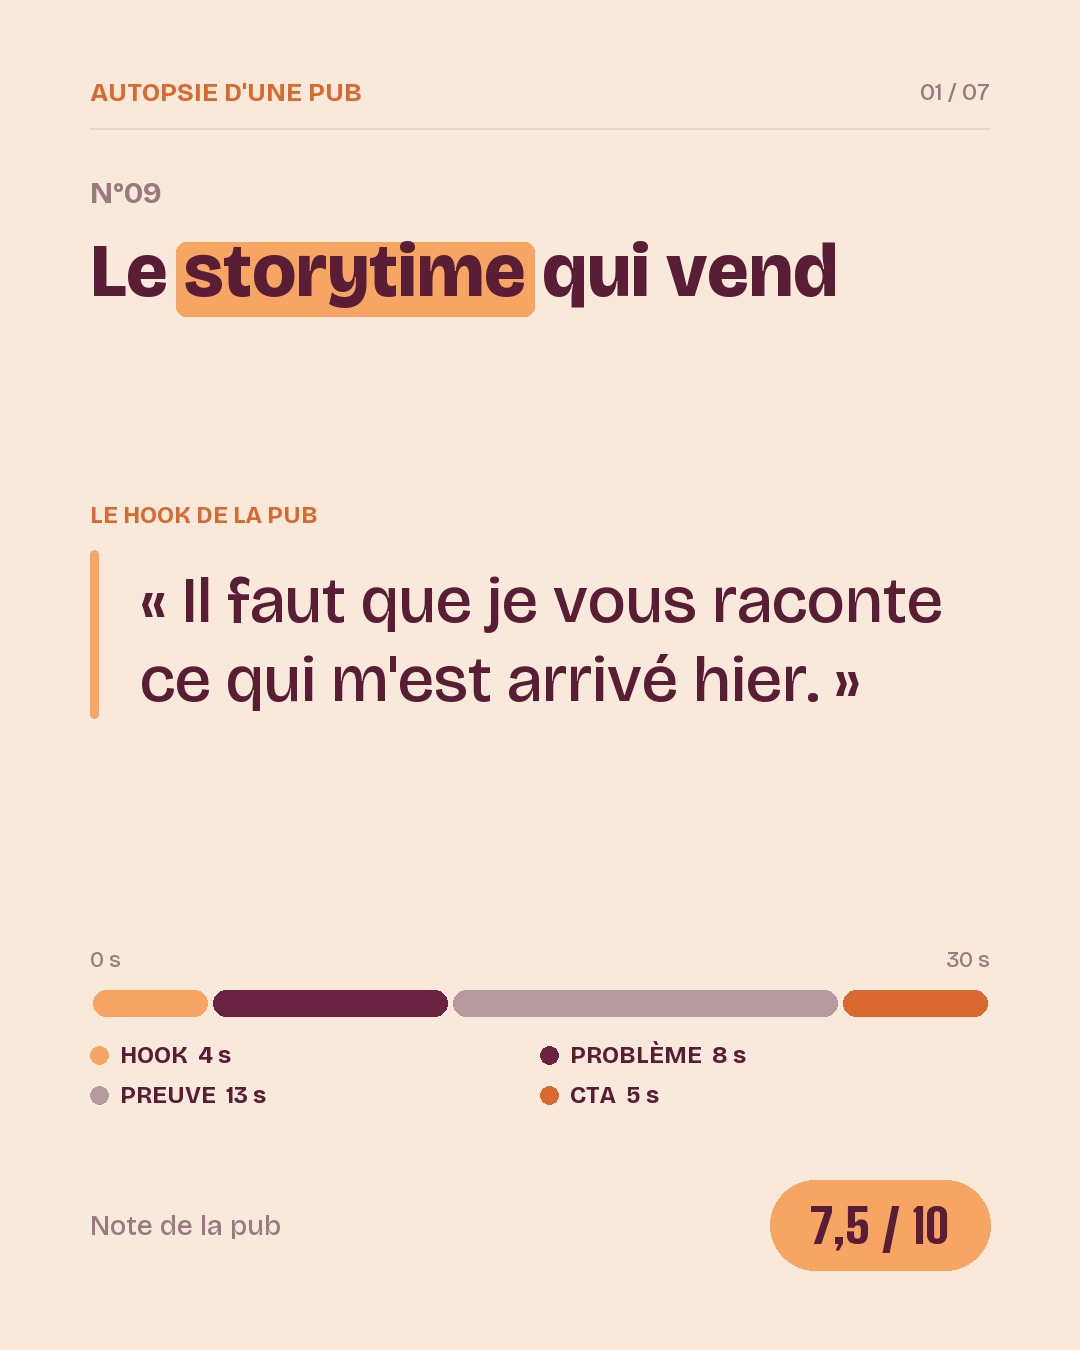 AUTOPSIE D'UNE PUB
01 / 07
N°09
Le storytime qui vend
LE HOOK DE LA PUB
« Il faut que je vous raconte
ce qui m'est arrivé hier. »
0 s
30 s
HOOK 4 s
PROBLÈME 8 s
PREUVE 13 s
CTA 5 s
Note de la pub
7,5 / 10